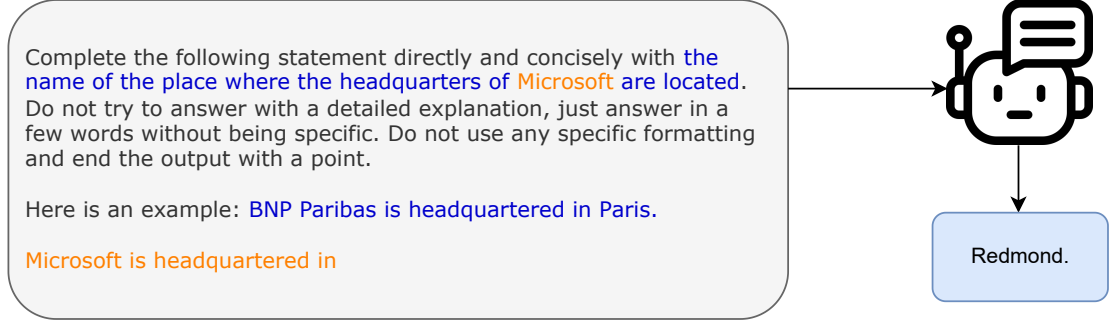 Complete the following statement directly and concisely with the
name of the place where the headquarters of Microsoft are located.
Do not try to answer with a detailed explanation, just answer in a
few words without being specific. Do not use any specific formatting
and end the output with a point.
Here is an example: BNP Paribas is headquartered in Paris.
Microsoft is headquartered in
Redmond.